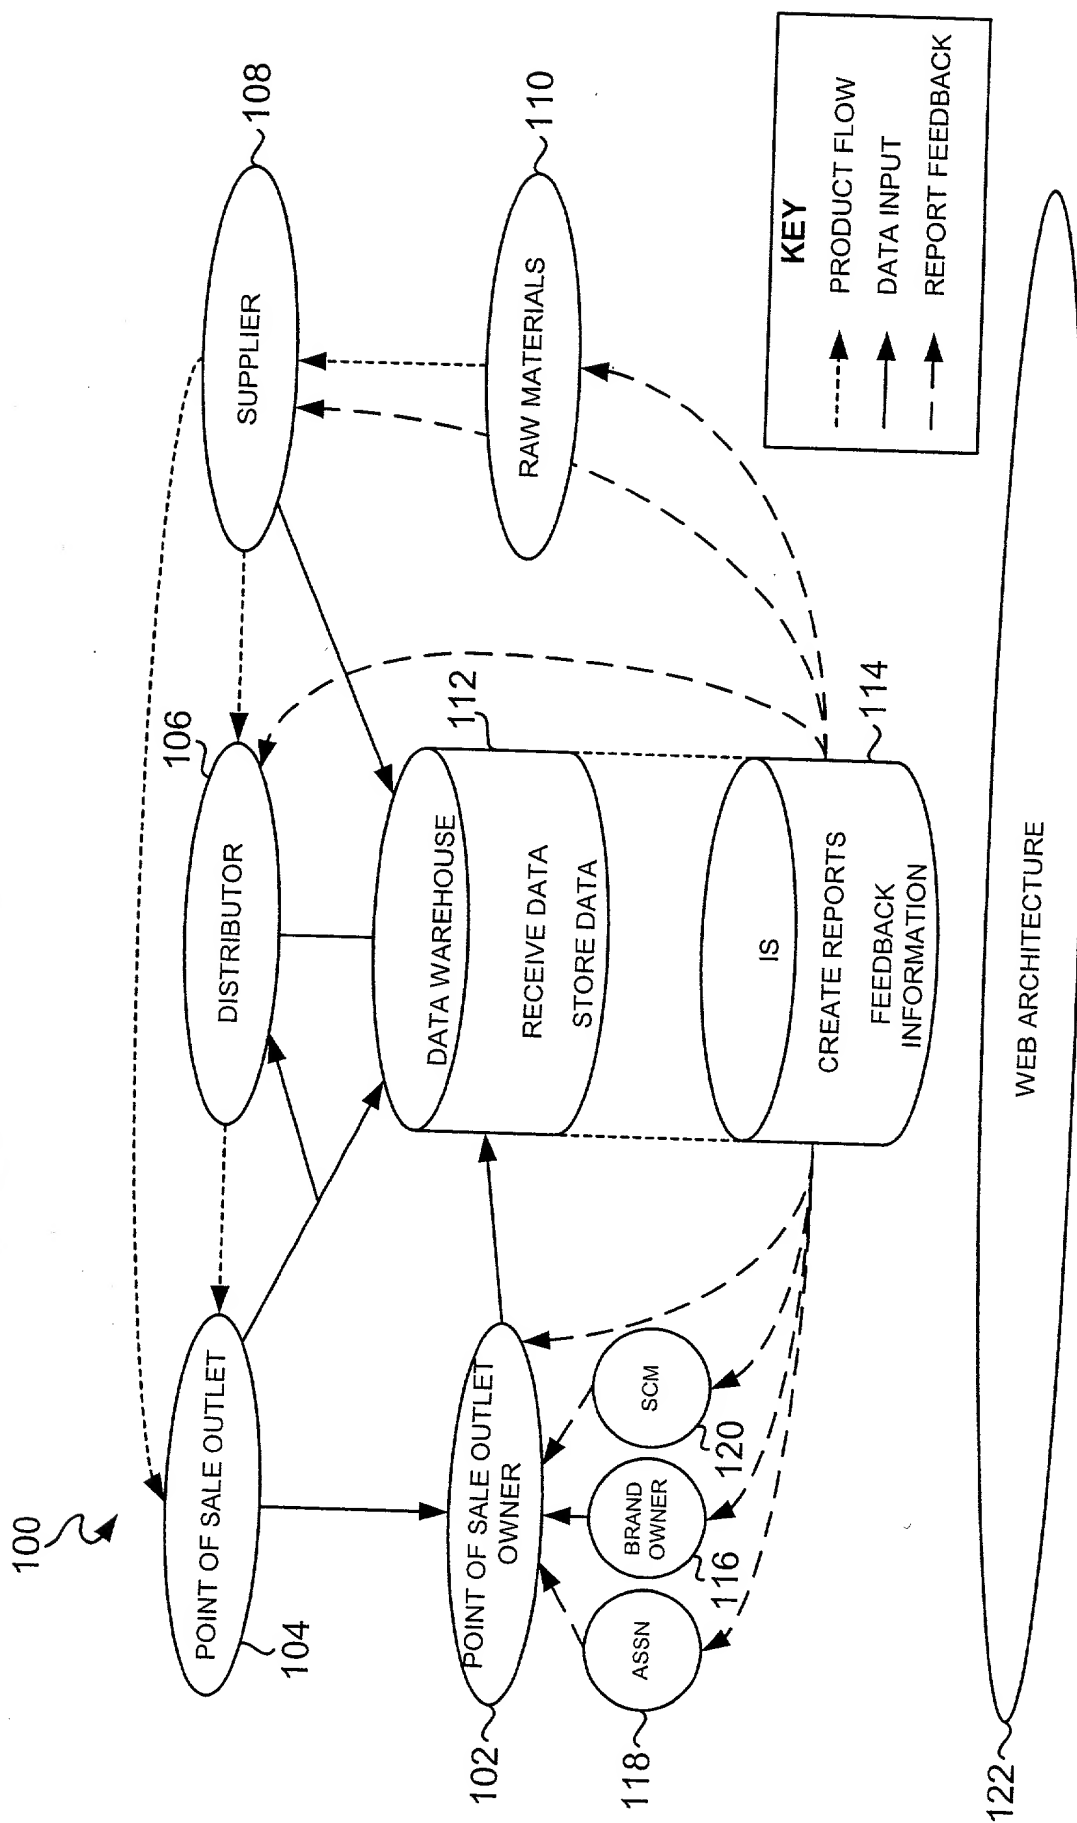 100
108
106
SUPPLIER
DISTRIBUTOR
POINT OF SALE OUTLET
104
110
RAW MATERIALS
112
DATA WAREHOUSE
RECEIVE DATA
STORE DATA
POINT OF SALE OUTLET
OWNER
102
SCM
120
BRAND
OWNER
116
ASSN
118
114
IS
CREATE REPORTS
FEEDBACK
INFORMATION
KEY
PRODUCT FLOW
DATA INPUT
REPORT FEEDBACK
WEB ARCHITECTURE
122